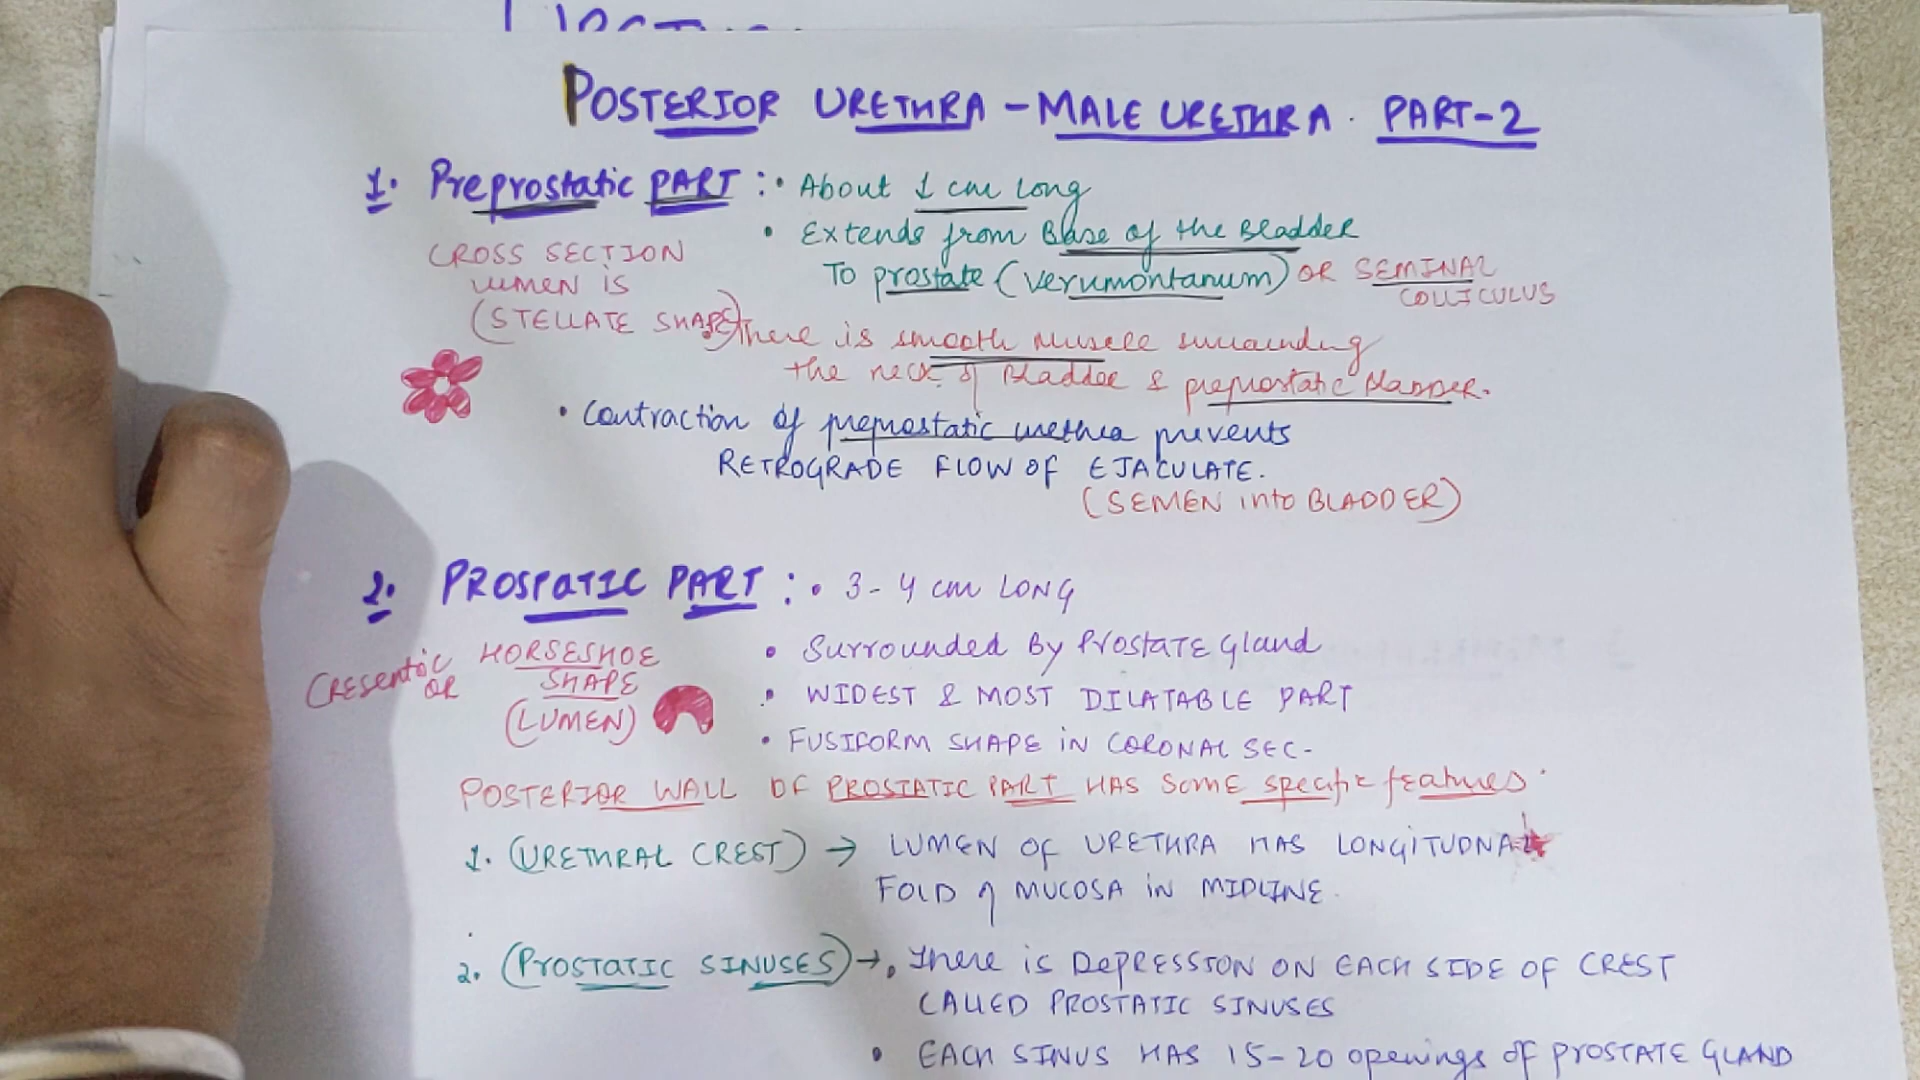 POSTERIOR URETHRA - MALE URETHRA. PART-2
1. Preprostatic PART : • About 1 cm long
• Extends from Base of the Bladder
To prostate (verumontanum) OR SEMINAL
COLLICULUS
CROSS SECTION
lumen is
(STELLATE SHAPE)
• There is smooth muscle surrounding
the neck of Bladder & preprostatic
• Contraction of preprostatic urethra prevents
RETROGRADE FLOW OF EJACULATE.
(SEMEN into BLADDER)
2. PROSTATIC PART : • 3-4 cm LONG
CRESENTIC OR HORSESHOE
SHAPE
(LUMEN)
• Surrounded By ProstatE Gland
• WIDEST & MOST DILATABLE PART
• FUSIFORM SHAPE iN CORONAL SEC-
POSTERIOR WALL OF PROSTATIC PART HAS SOME specific features.
1. (URETHRAL CREST) → LUMEN OF URETHRA HAS LONGITUDNAL
FOLD of MUCOSA iN MIDLINE.
2. (PROSTATIC SINUSES) → • There is DEPRESSION ON EACH SIDE OF CREST
CALLED PROSTATIC SINUSES
• EACH SINUS HAS 15-20 openings of PROSTATE GLAND